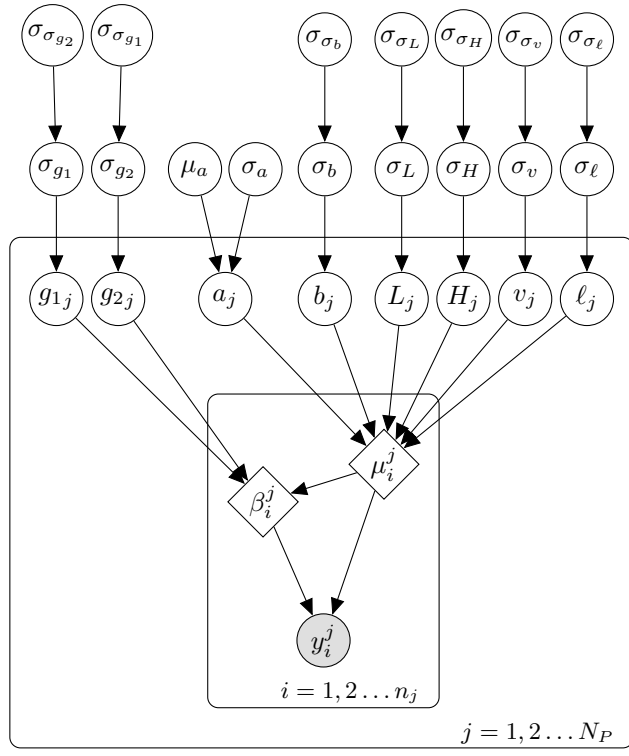 σ_{σ_{g_2}} σ_{σ_{g_1}} σ_{σ_b} σ_{σ_L} σ_{σ_H} σ_{σ_v} σ_{σ_ℓ}
σ_{g_1} σ_{g_2} μ_a σ_a σ_b σ_L σ_H σ_v σ_ℓ
g_{1j} g_{2j} a_j b_j L_j H_j v_j ℓ_j
μ_i^j
β_i^j
y_i^j
i = 1, 2 … n_j
j = 1, 2 … N_P